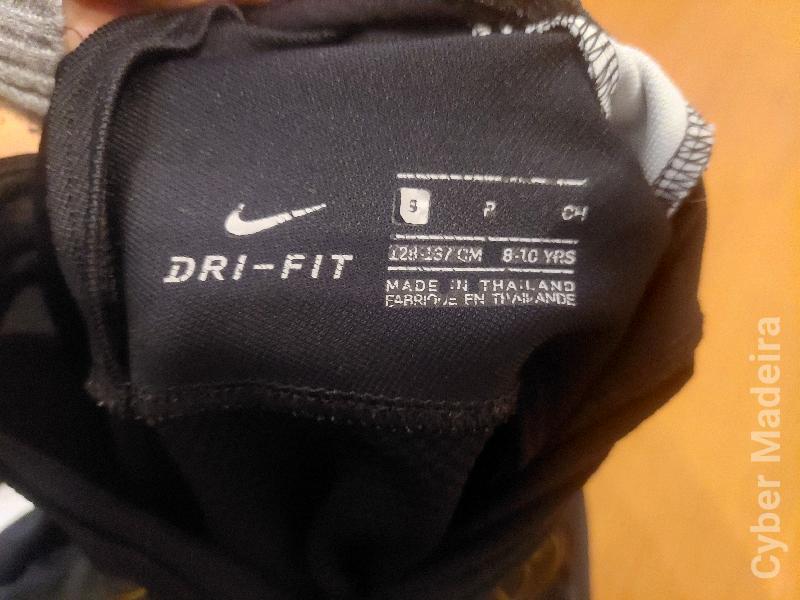 S P CH
128-137 CM 8-10 YRS
DRI-FIT
MADE IN THAILAND
FABRIQUE EN THAILANDE
Cyber Madeira